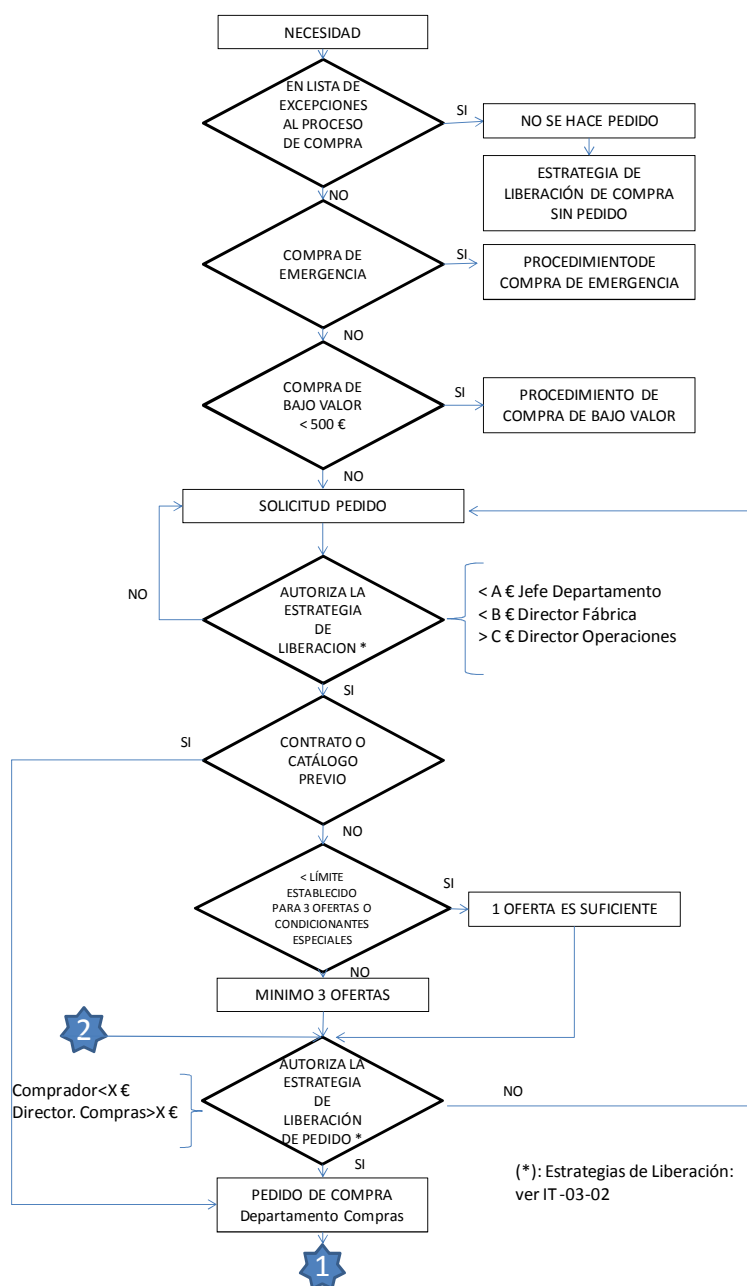 NECESIDAD
EN LISTA DE
EXCEPCIONES
AL PROCESO
DE COMPRA
SI
NO SE HACE PEDIDO
ESTRATEGIA DE
LIBERACIÓN DE COMPRA
SIN PEDIDO
NO
COMPRA DE
EMERGENCIA
SI
PROCEDIMIENTODE
COMPRA DE EMERGENCIA
NO
COMPRA DE
BAJO VALOR
< 500 €
SI
PROCEDIMIENTO DE
COMPRA DE BAJO VALOR
NO
SOLICITUD PEDIDO
NO
AUTORIZA LA
ESTRATEGIA
DE
LIBERACION *
< A € Jefe Departamento
< B € Director Fábrica
> C € Director Operaciones
SI
SI
CONTRATO O
CATÁLOGO
PREVIO
NO
< LÍMITE
ESTABLECIDO
PARA 3 OFERTAS O
CONDICIONANTES
ESPECIALES
SI
1 OFERTA ES SUFICIENTE
NO
MINIMO 3 OFERTAS
2
Comprador<X €
Director. Compras>X €
AUTORIZA LA
ESTRATEGIA
DE
LIBERACIÓN
DE PEDIDO *
NO
SI
(*): Estrategias de Liberación:
ver IT -03-02
PEDIDO DE COMPRA
Departamento Compras
1